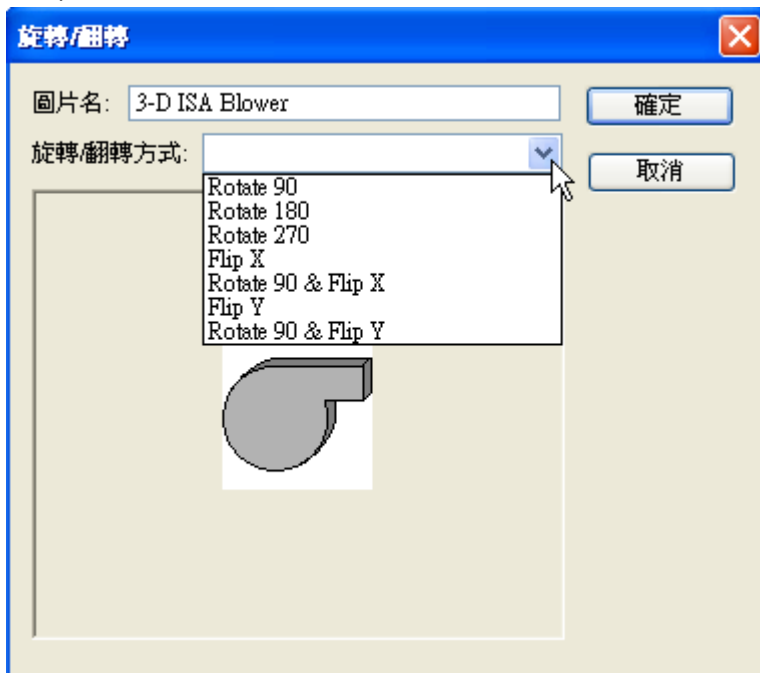 旋轉/翻轉
圖片名: 3-D ISA Blower 確定
旋轉/翻轉方式: 取消
Rotate 90
Rotate 180
Rotate 270
Flip X
Rotate 90 & Flip X
Flip Y
Rotate 90 & Flip Y